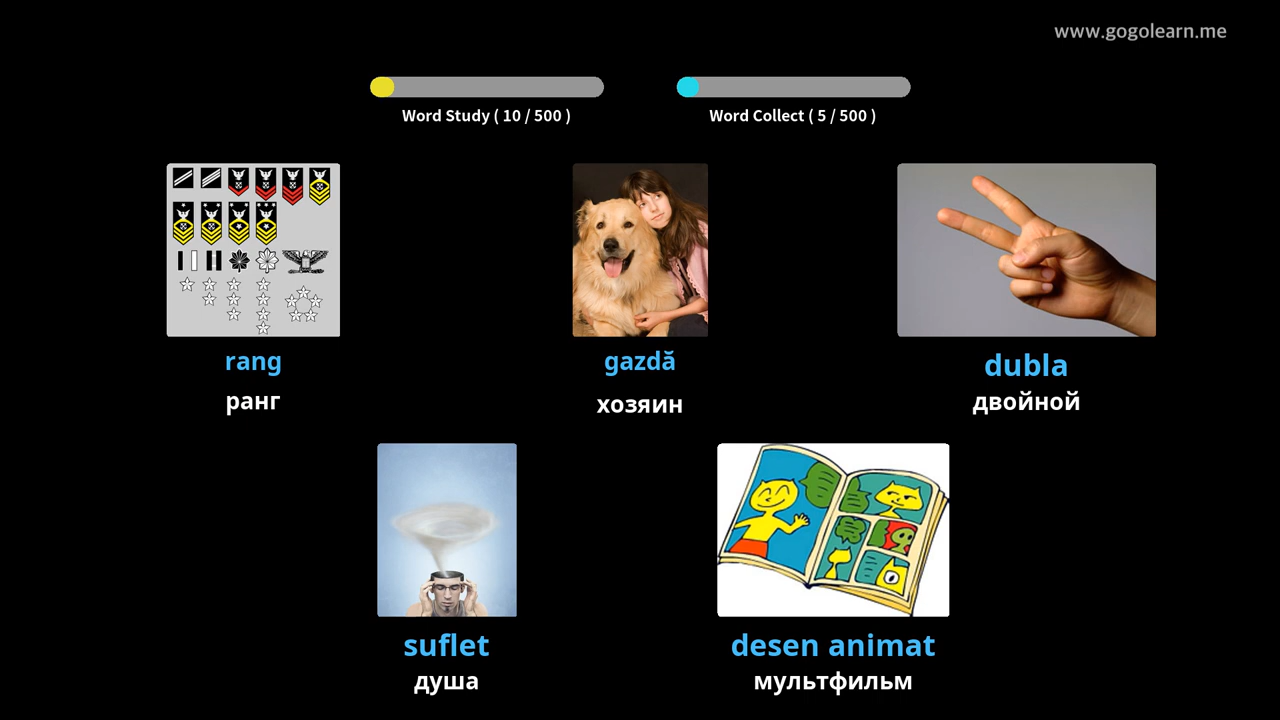 www.gogolearn.me
Word Study ( 10 / 500 )
Word Collect ( 5 / 500 )
rang
ранг
gazdă
хозяин
dubla
двойной
suflet
душа
desen animat
мультфильм